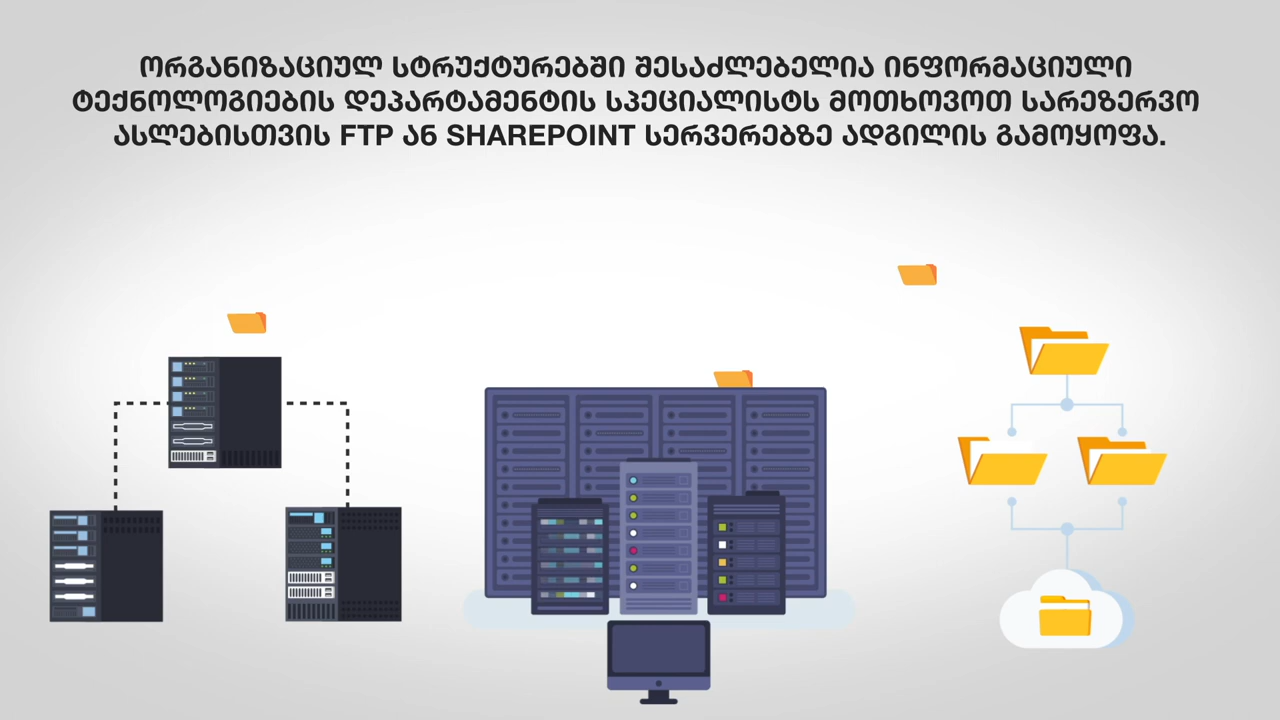 ორგანიზაციულ სტრუქტურებში შესაძლებელია ინფორმაციული
ტექნოლოგიების დეპარტამენტის სპეციალისტს მოთხოვოთ სარეზერვო
ასლებისთვის FTP ან SHAREPOINT სერვერებზე ადგილის გამოყოფა.